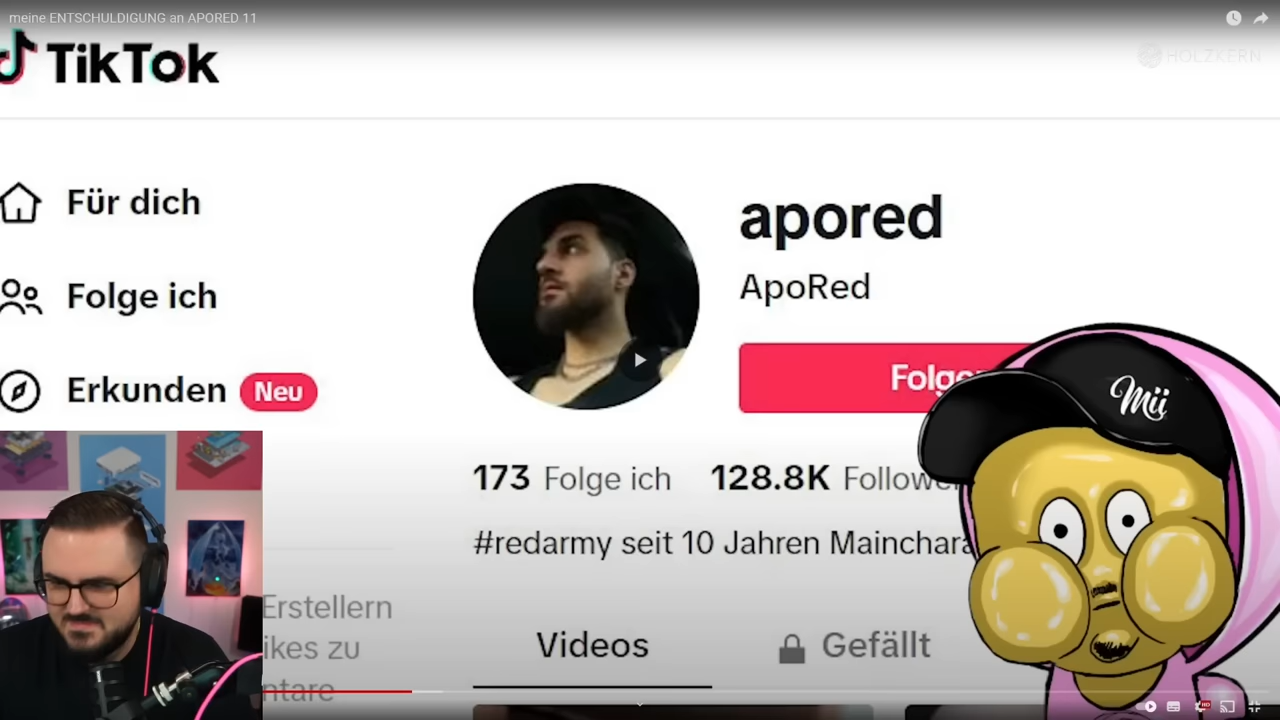 meine ENTSCHULDIGUNG an APORED 11
TikTok
HOLZKERN
Für dich
apored
ApoRed
Folge ich
Erkunden Neu
Mü
173 Folge ich 128.8K
#redarmy seit 10 Jahren
Erstellern
Videos
Gefällt